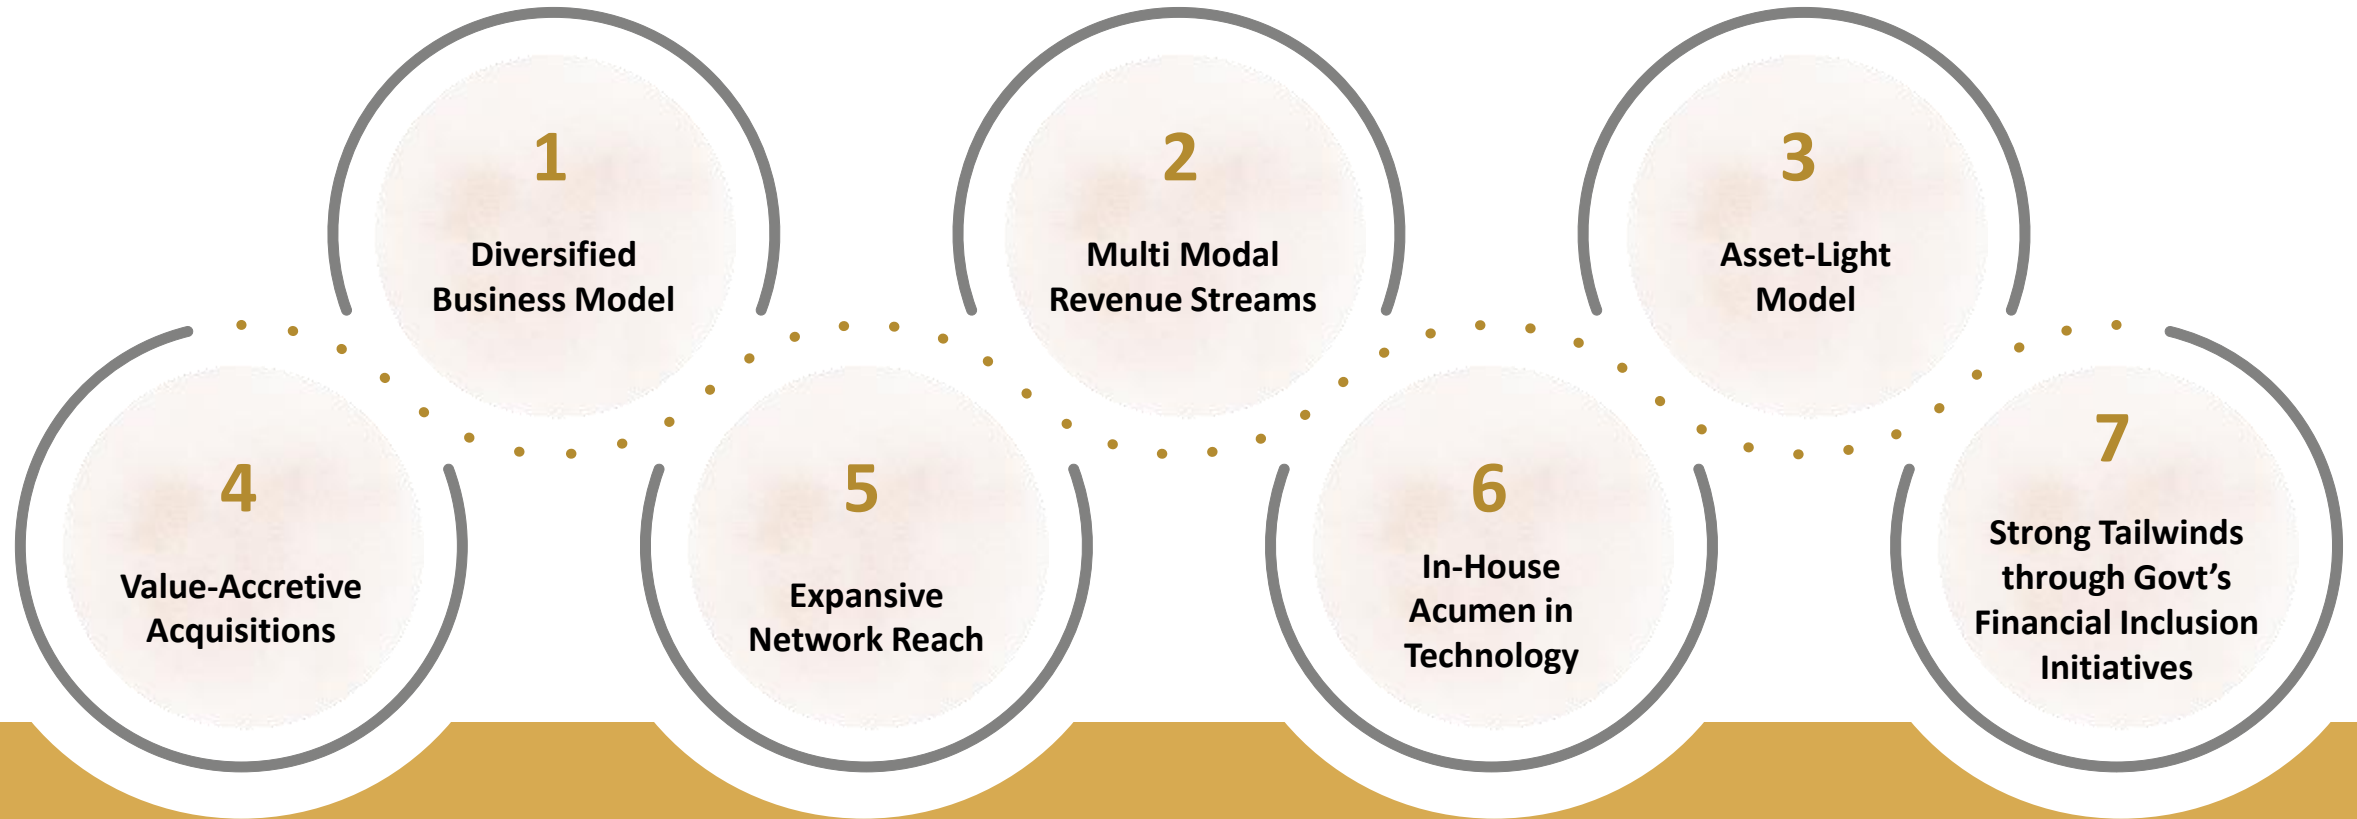 1
Diversified
Business Model
2
Multi Modal
Revenue Streams
3
Asset-Light
Model
4
Value-Accretive
Acquisitions
5
Expansive
Network Reach
6
In-House
Acumen in
Technology
7
Strong Tailwinds
through Govt’s
Financial Inclusion
Initiatives